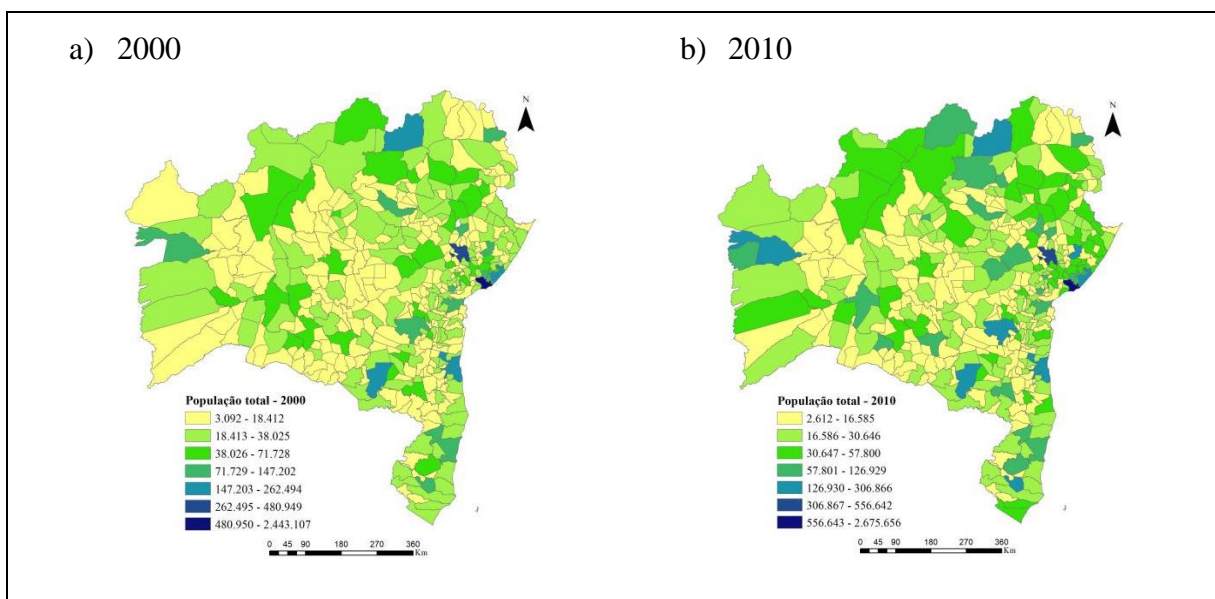 a) 2000
N
População total - 2000
3.092 - 18.412
18.413 - 38.025
38.026 - 71.728
71.729 - 147.202
147.203 - 262.494
262.495 - 480.949
480.950 - 2.443.107
0 45 90 180 270 360
Km
b) 2010
N
População total - 2010
2.612 - 16.585
16.586 - 30.646
30.647 - 57.800
57.801 - 126.929
126.930 - 306.866
306.867 - 556.642
556.643 - 2.675.656
0 45 90 180 270 360
Km